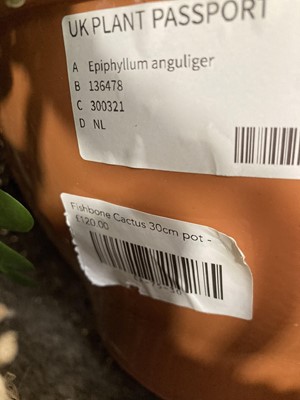 UK PLANT PASSPORT
A Epiphyllum anguliger
B 136478
C 300321
D NL
Fishbone Cactus 30cm pot -
£120.00